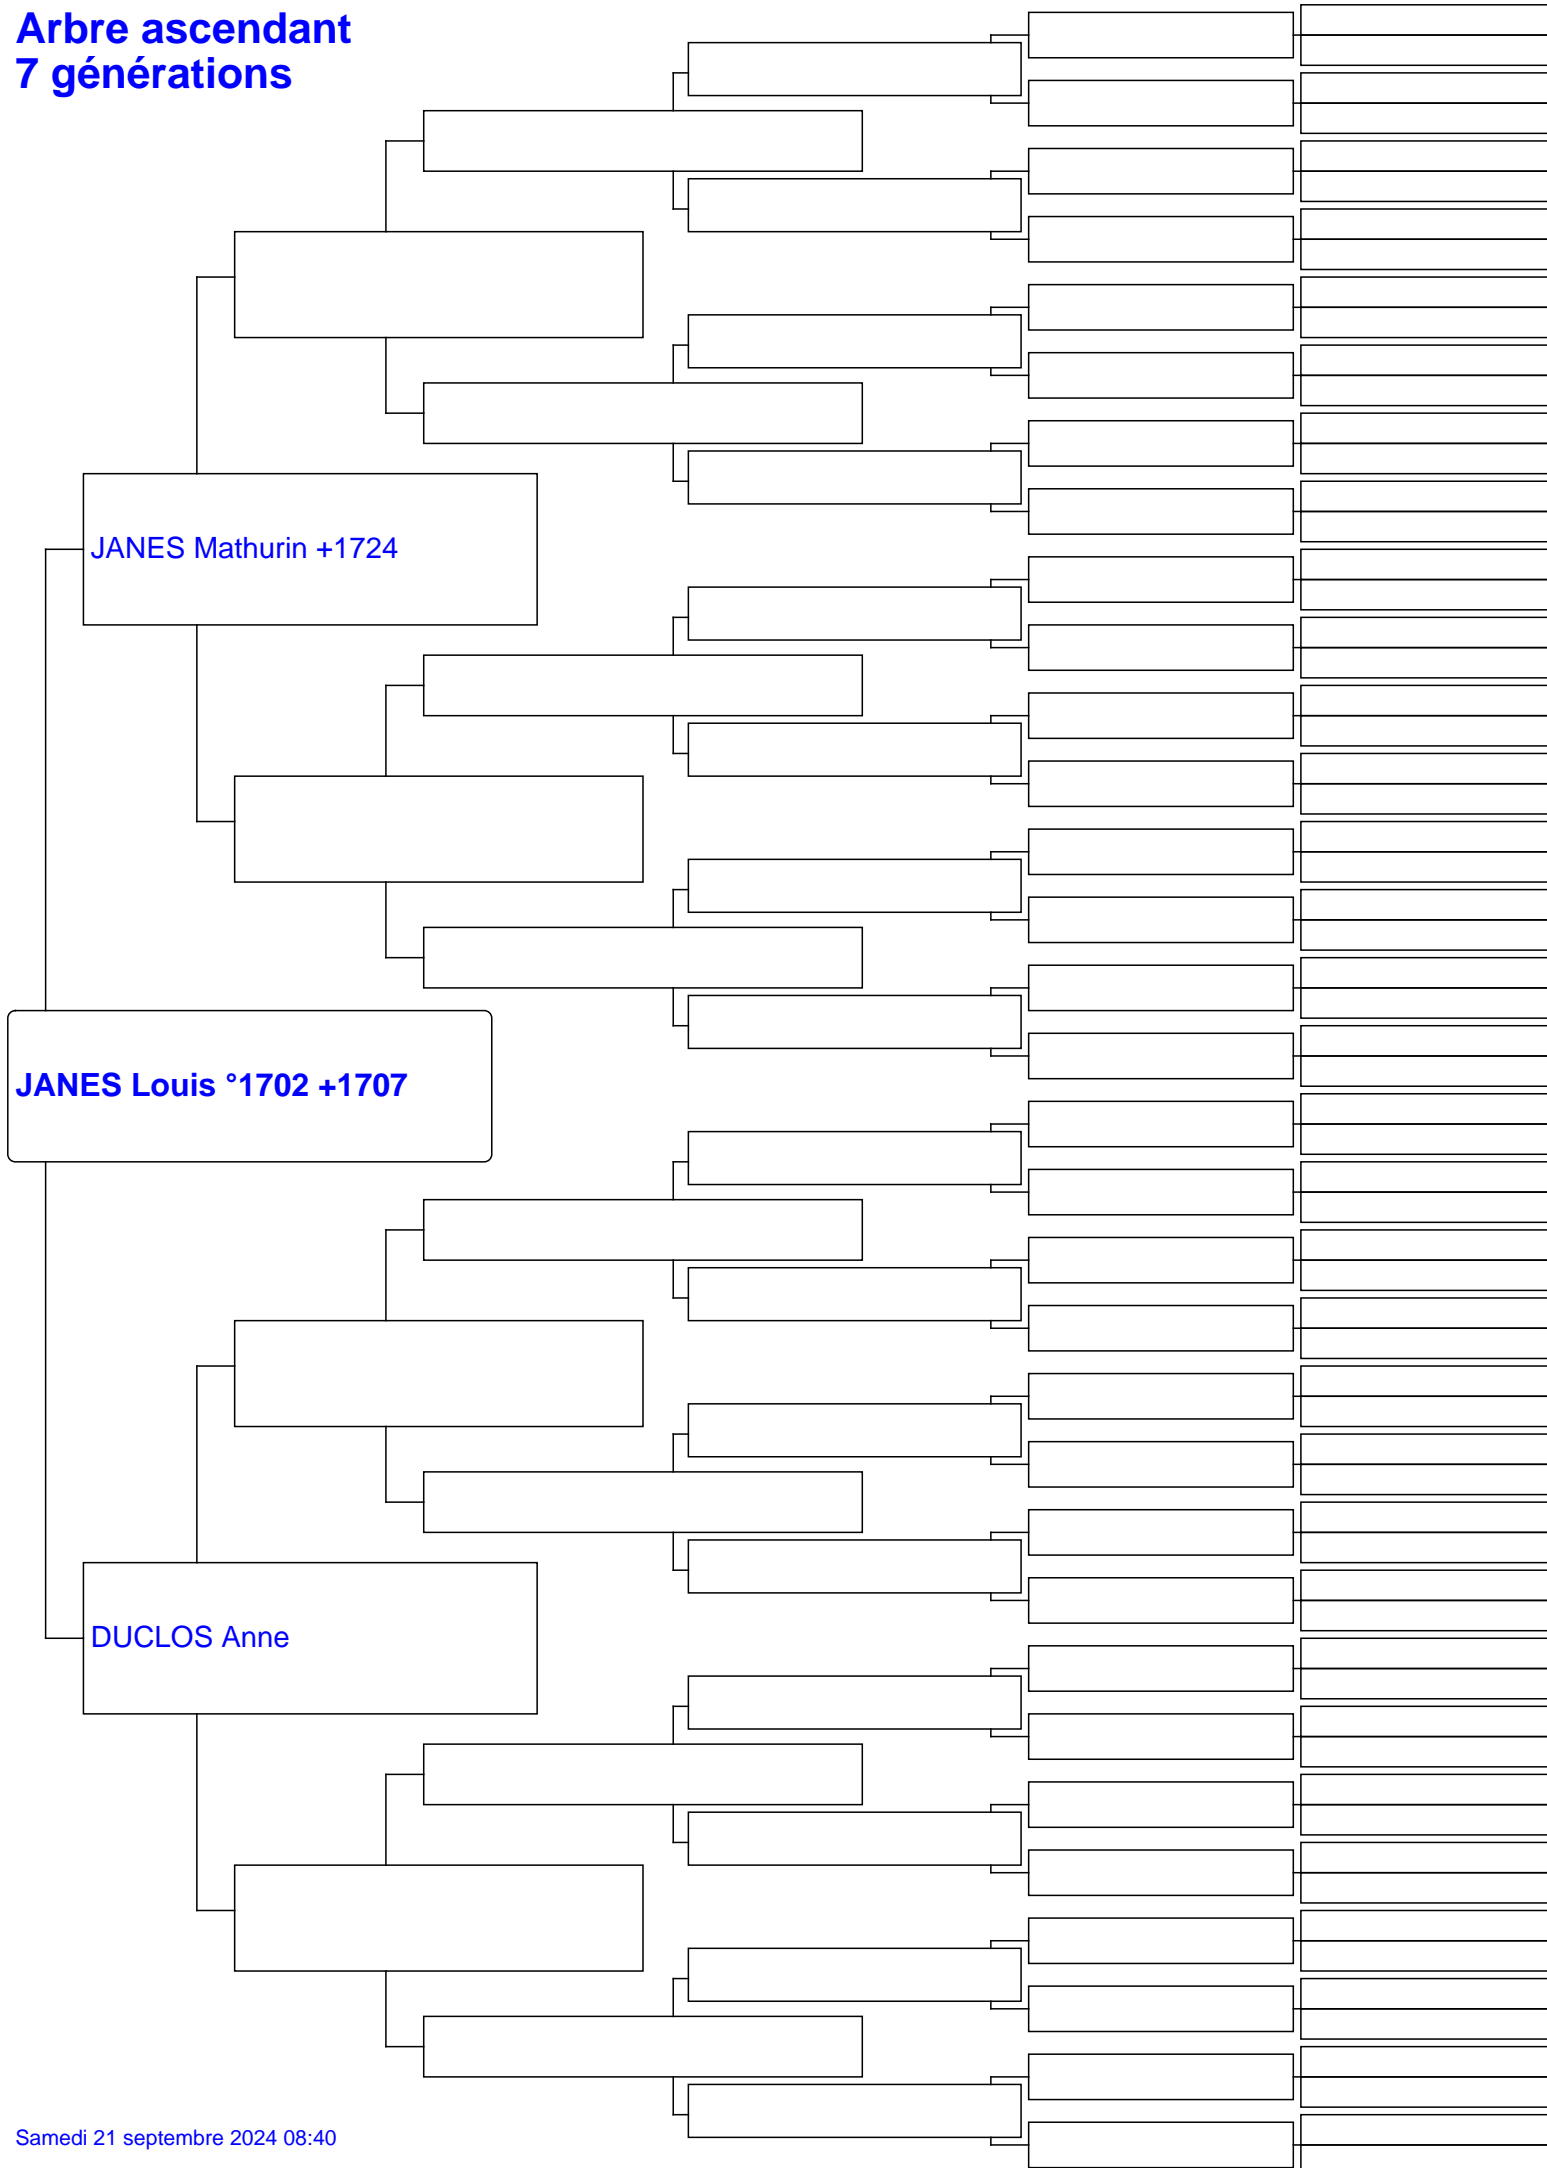 Arbre ascendant
7 générations
JANES Mathurin +1724
JANES Louis °1702 +1707
DUCLOS Anne
Samedi 21 septembre 2024 08:40